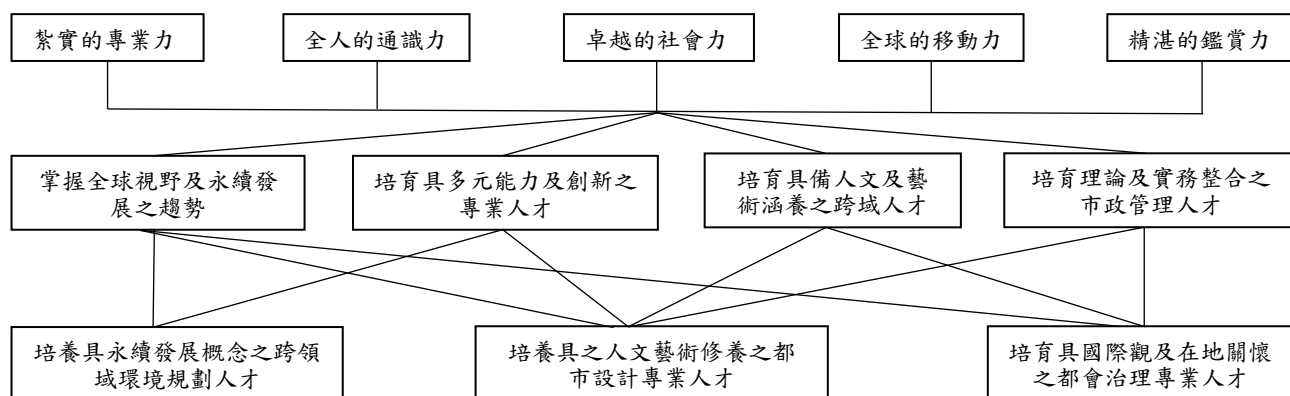 紮實的專業力
全人的通識力
卓越的社會力
全球的移動力
精湛的鑑賞力
掌握全球視野及永續發
展之趨勢
培育具多元能力及創新之
專業人才
培育具備人文及藝
術涵養之跨域人才
培育理論及實務整合之
市政管理人才
培養具永續發展概念之跨領
域環境規劃人才
培養具之人文藝術修養之都
市設計專業人才
培育具國際觀及在地關懷
之都會治理專業人才